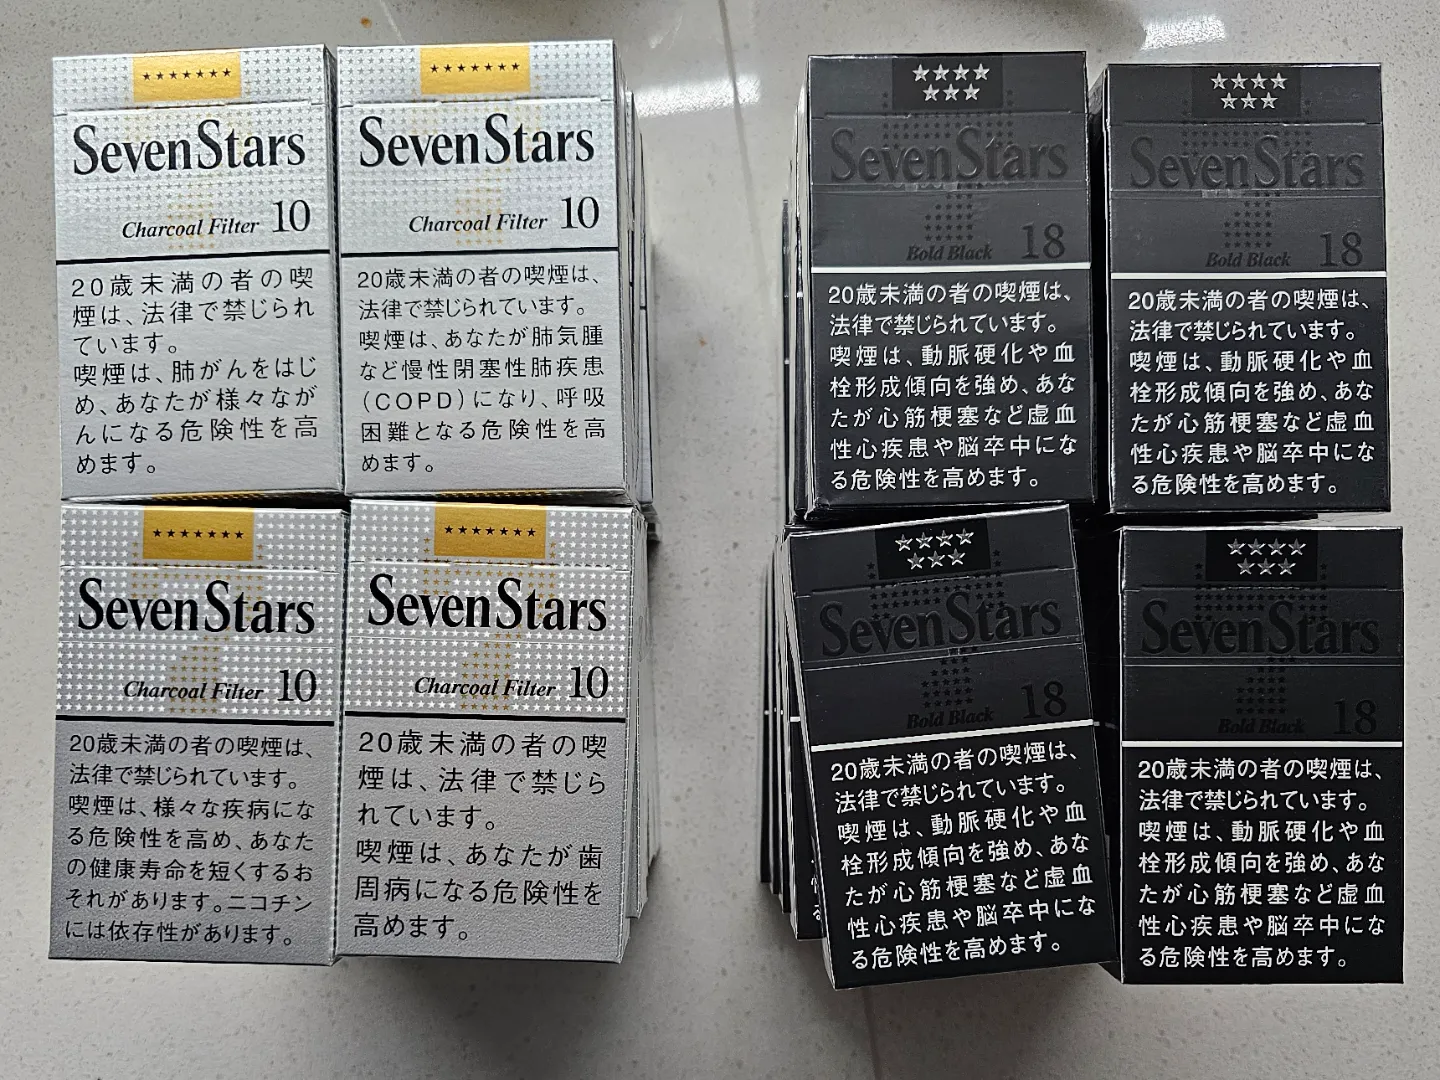 SevenStars
Charcoal Filter 10
20歳未満の者の喫
煙は、法律で禁じられ
ています。
喫煙は、肺がんをはじ
め、あなたが様々なが
んになる危険性を高
めます。
SevenStars
Charcoal Filter 10
20歳未満の者の喫煙は、
法律で禁じられています。
喫煙は、あなたが肺気腫
など慢性閉塞性肺疾患
(COPD)になり、呼吸
困難となる危険性を高
めます。
SevenStars
Bold Black 18
20歳未満の者の喫煙は、
法律で禁じられています。
喫煙は、動脈硬化や血
栓形成傾向を強め、あな
たが心筋梗塞など虚血
性心疾患や脳卒中にな
る危険性を高めます。
SevenStars
Bold Black 18
20歳未満の者の喫煙は、
法律で禁じられています。
喫煙は、動脈硬化や血
栓形成傾向を強め、あな
たが心筋梗塞など虚血
性心疾患や脳卒中にな
る危険性を高めます。
SevenStars
Charcoal Filter 10
20歳未満の者の喫煙は、
法律で禁じられています。
喫煙は、様々な疾病にな
る危険性を高め、あなた
の健康寿命を短くするお
それがあります。ニコチン
には依存性があります。
SevenStars
Charcoal Filter 10
20歳未満の者の喫
煙は、法律で禁じら
れています。
喫煙は、あなたが歯
周病になる危険性を
高めます。
SevenStars
Bold Black 18
20歳未満の者の喫煙は、
法律で禁じられています。
喫煙は、動脈硬化や血
栓形成傾向を強め、あな
たが心筋梗塞など虚血
性心疾患や脳卒中にな
る危険性を高めます。
SevenStars
Bold Black 18
20歳未満の者の喫煙は、
法律で禁じられています。
喫煙は、動脈硬化や血
栓形成傾向を強め、あな
たが心筋梗塞など虚血
性心疾患や脳卒中にな
る危険性を高めます。